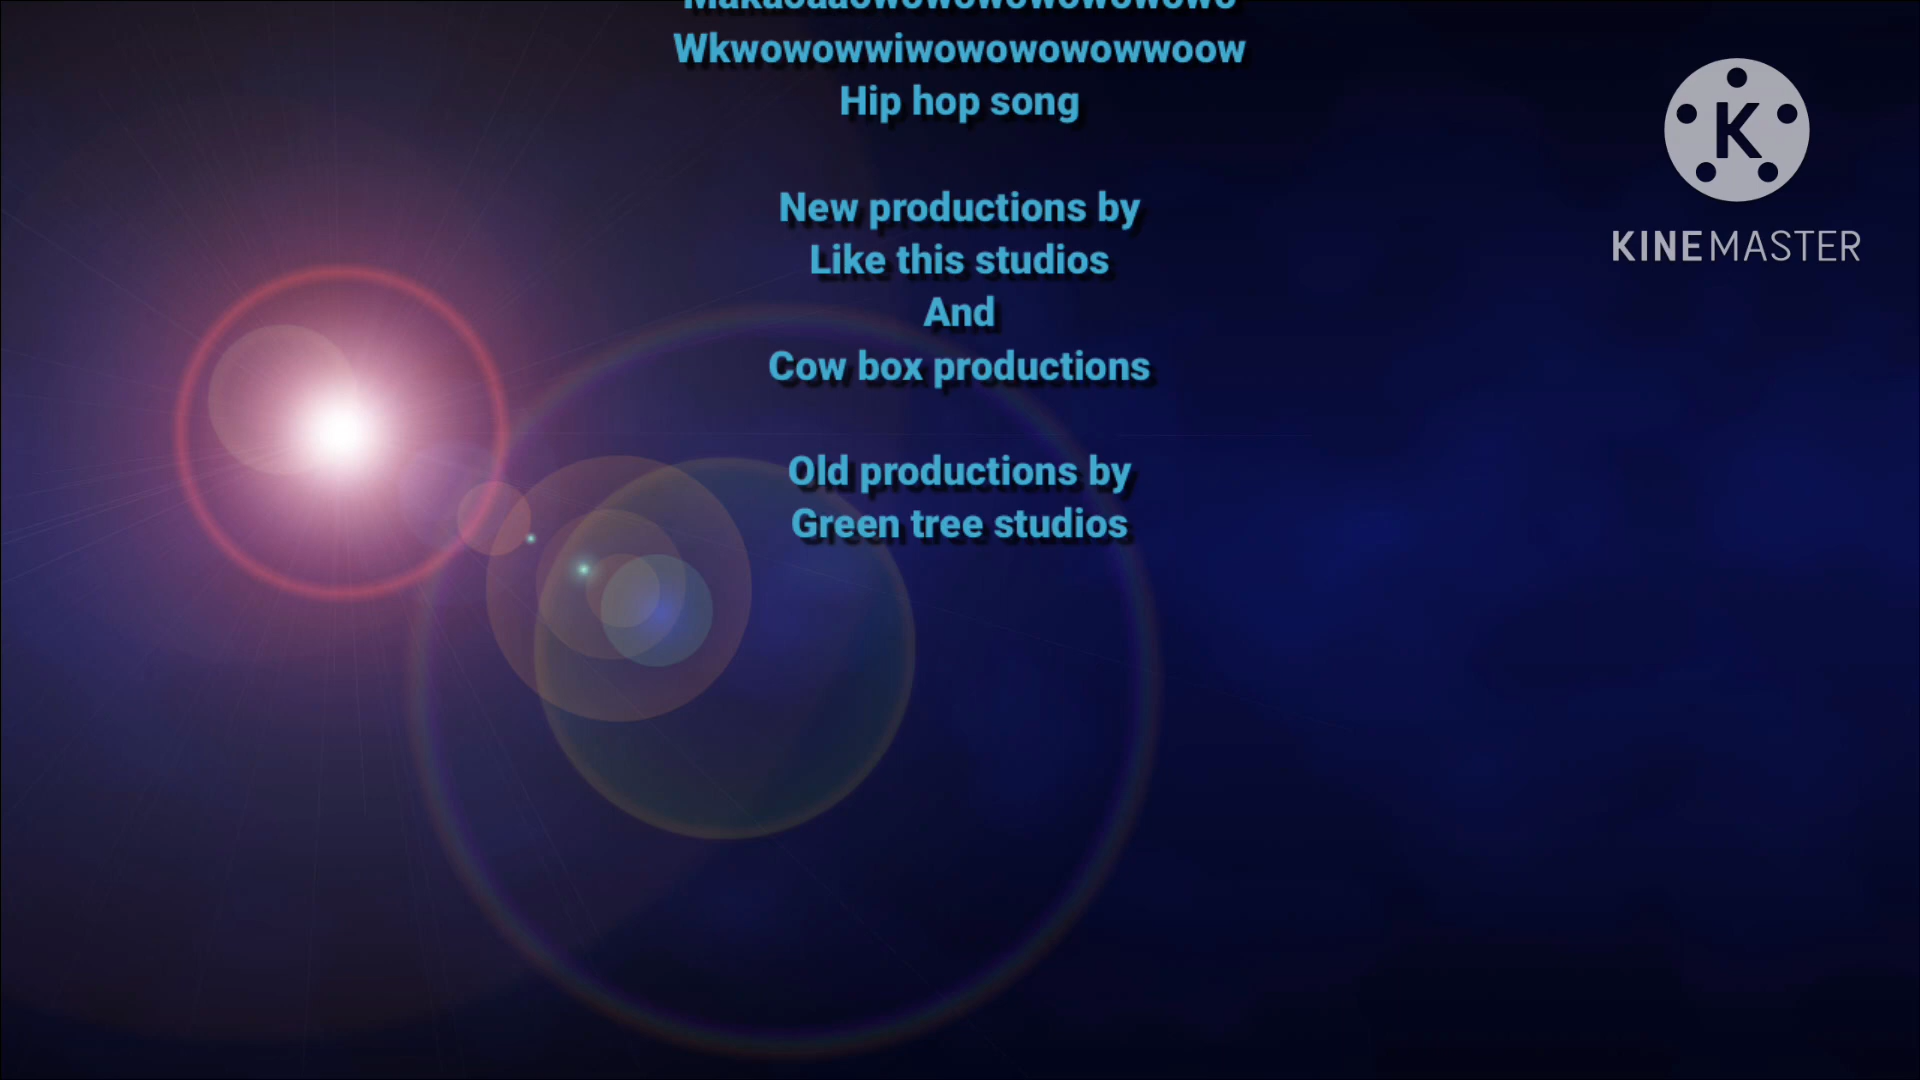 Wkwowowwiwowowowowwoow
Hip hop song
New productions by
Like this studios
And
Cow box productions
Old productions by
Green tree studios
K
KINEMASTER